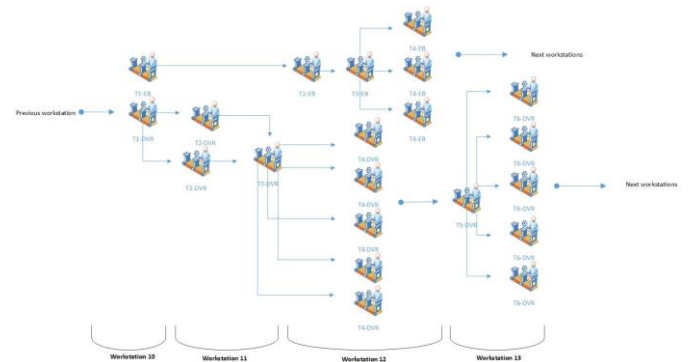 T4-EB
Next workstations
T1-EB
T2-EB
T3-EB
T4-EB
Previous workstation
T1-DVR
T2-DVR
T4-EB
T6-DVR
T2-DVR
T3-DVR
T4-DVR
T6-DVR
T4-DVR
T5-DVR
T6-DVR
Next workstations
T4-DVR
T6-DVR
T4-DVR
T6-DVR
T4-DVR
Workstation 10
Workstation 11
Workstation 12
Workstation 13